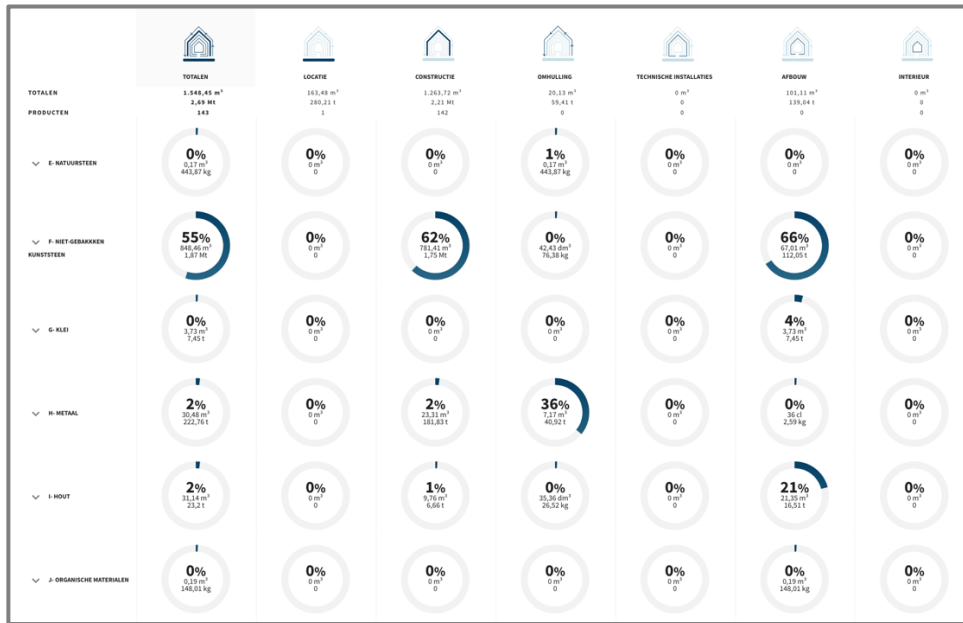 TOTALEN LOCATIE CONSTRUCTIE OMHULLING TECHNISCHE INSTALLATIES AFBOUW INTERIEUR
TOTALEN 1.548,45 m³ 163,48 m³ 1.263,72 m³ 20,13 m³ 0 m³ 101,11 m³ 0 m³
2,69 Mt 280,21 t 2,21 Mt 59,41 t 0 139,04 t 0
PRODUCTEN 143 1 142 0 0 0 0
0% 0% 0% 1% 0% 0% 0%
E- NATUURSTEEN 0,17 m³ 0 m³ 0 m³ 0,17 m³ 0 m³ 0 m³ 0 m³
443,87 kg 0 0 443,87 kg 0 0 0
55% 0% 62% 0% 0% 66% 0%
F- NIET-GEBAKKKEN 848,46 m³ 0 m³ 781,41 m³ 42,43 dm³ 0 m³ 67,01 m³ 0 m³
KUNSTSTEEN 1,87 Mt 0 1,75 Mt 76,38 kg 0 112,05 t 0
0% 0% 0% 0% 0% 4% 0%
G- KLEI 3,73 m³ 0 m³ 0 m³ 0 m³ 0 m³ 3,73 m³ 0 m³
7,45 t 0 0 0 0 7,45 t 0
2% 0% 2% 36% 0% 0% 0%
H- METAAL 30,48 m³ 0 m³ 23,31 m³ 7,17 m³ 0 m³ 36 cl 0 m³
222,76 t 0 181,83 t 40,92 t 0 2,59 kg 0
2% 0% 1% 0% 0% 21% 0%
I- HOUT 31,14 m³ 0 m³ 9,76 m³ 35,36 dm³ 0 m³ 21,35 m³ 0 m³
23,2 t 0 6,66 t 26,52 kg 0 16,51 t 0
0% 0% 0% 0% 0% 0% 0%
J- ORGANISCHE MATERIALEN 0,19 m³ 0 m³ 0 m³ 0 m³ 0 m³ 0,19 m³ 0 m³
148,01 kg 0 0 0 0 148,01 kg 0